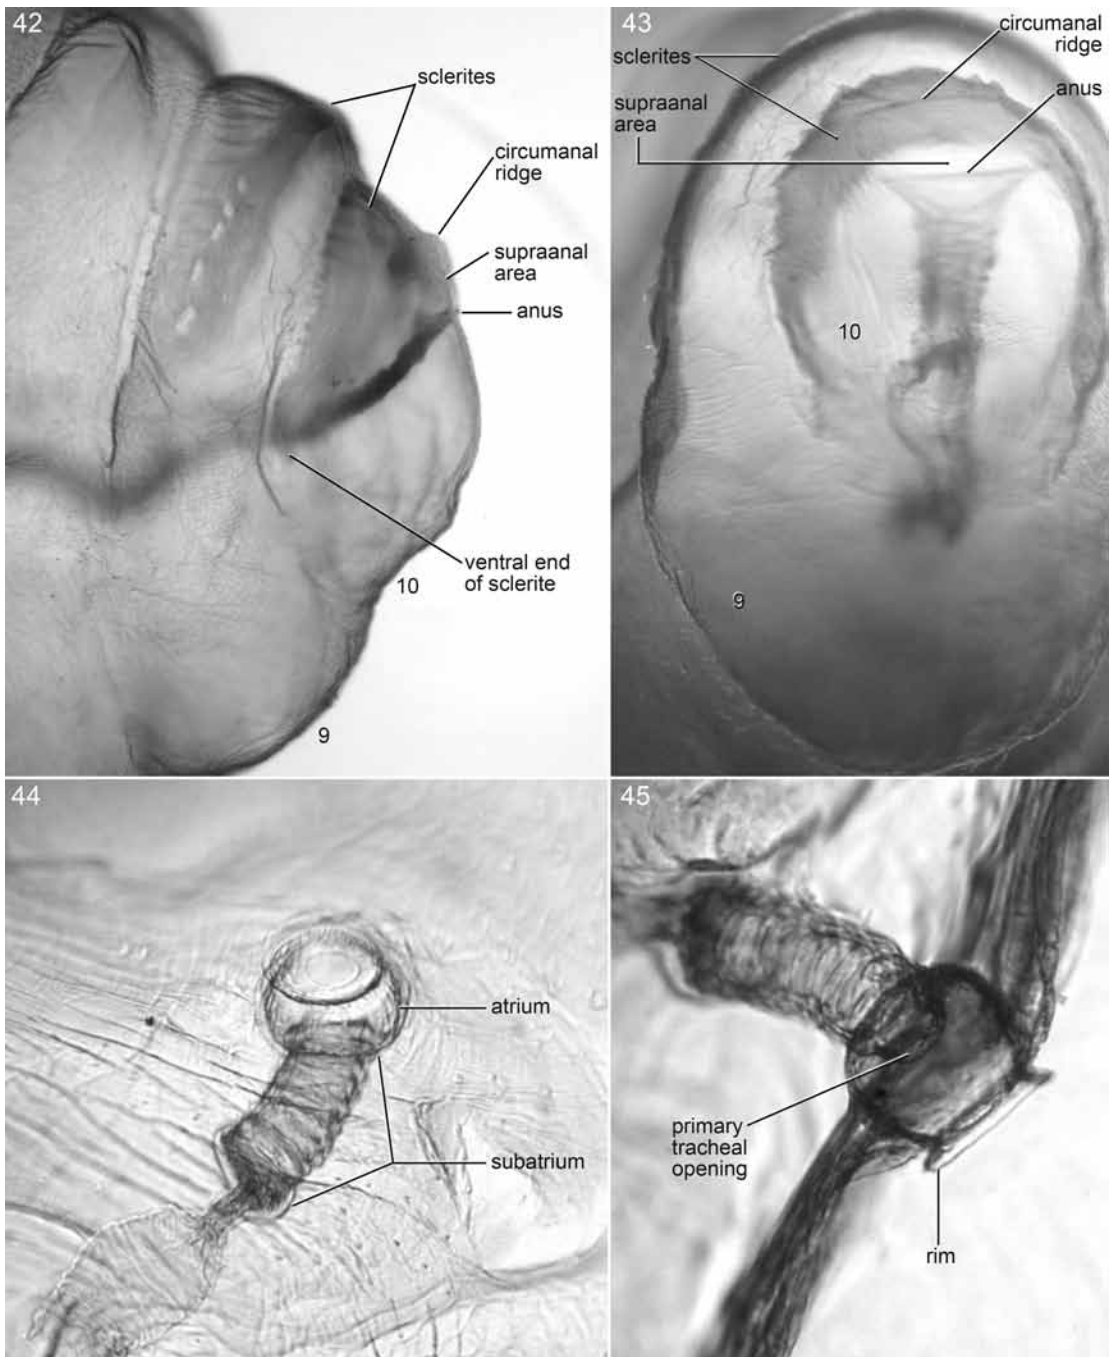 42
sclerites
circumanal
ridge
supraanal
area
anus
ventral end
of sclerite
10
9
43
circumanal
ridge
sclerites
anus
supraanal
area
10
9
44
atrium
subatrium
45
primary
tracheal
opening
rim